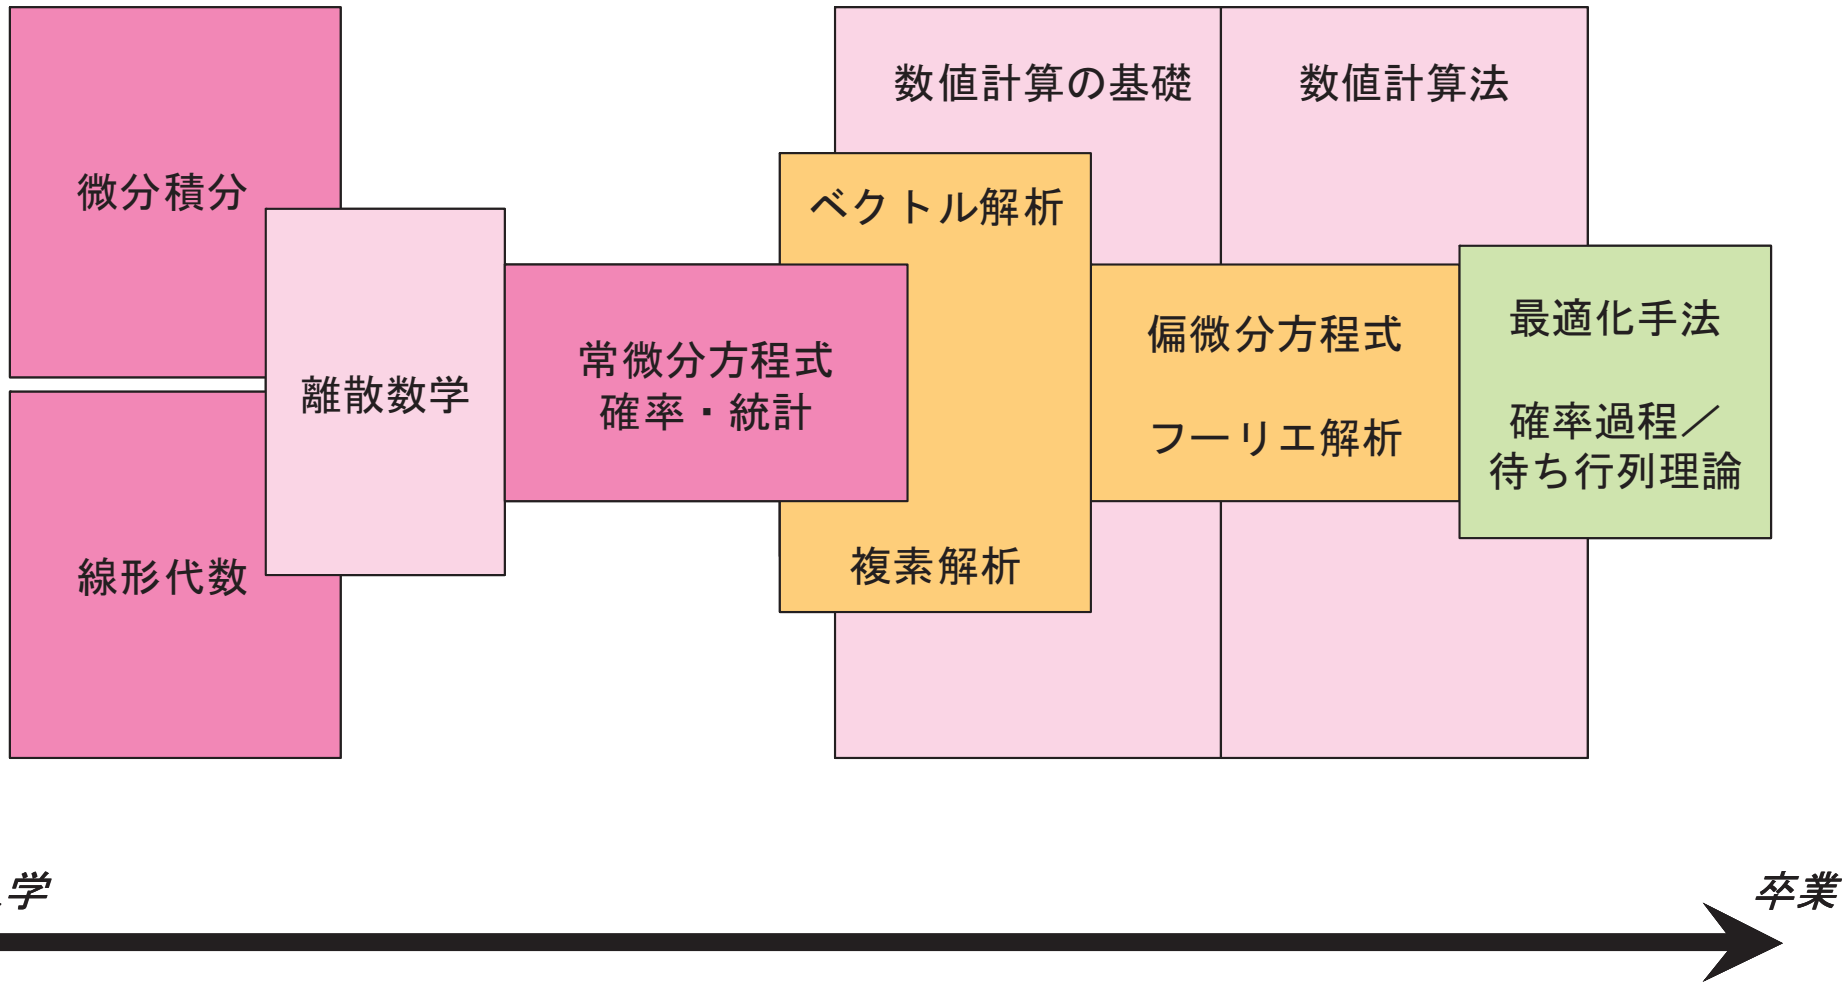 微分積分
線形代数
離散数学
常微分方程式
確率・統計
数値計算の基礎
数値計算法
ベクトル解析
複素解析
偏微分方程式
フーリエ解析
最適化手法
確率過程／
待ち行列理論
学
卒業